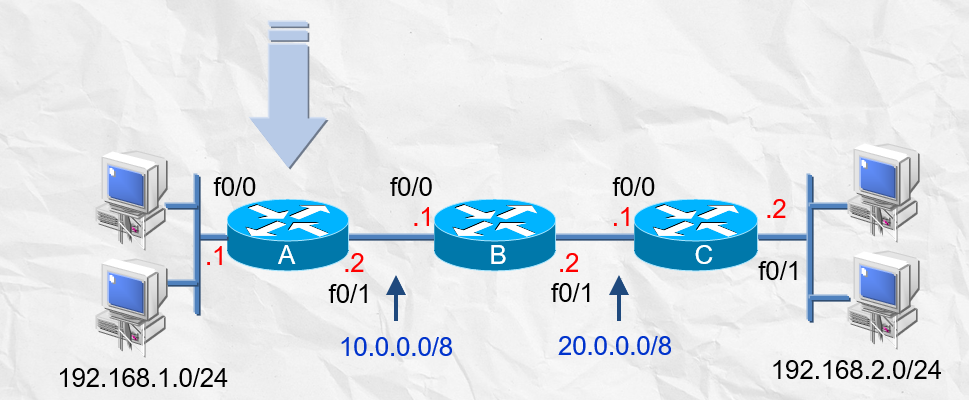 f0/0
f0/0
f0/0
.1
.1
.2
.1
A
B
C
.2
.2
f0/1
f0/1
f0/1
10.0.0.0/8
20.0.0.0/8
192.168.1.0/24
192.168.2.0/24